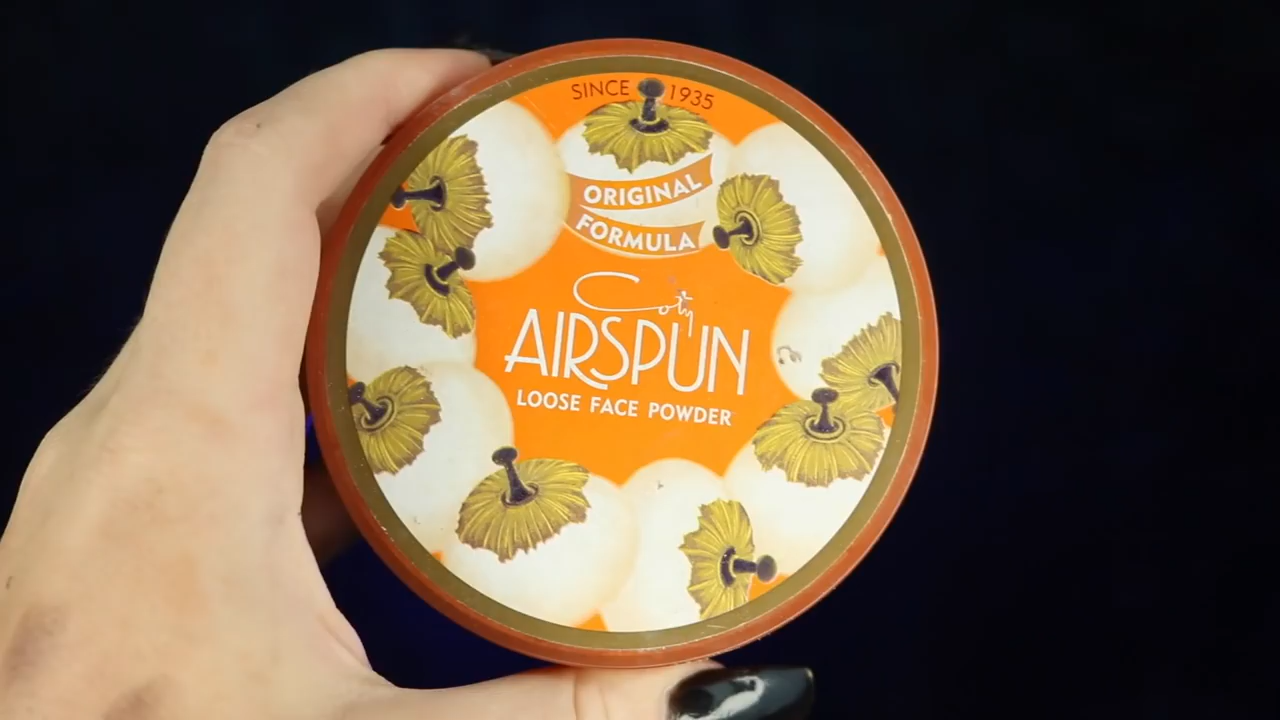 SINCE 1935
ORIGINAL
FORMULA
Coty
AIRSPUN
LOOSE FACE POWDER